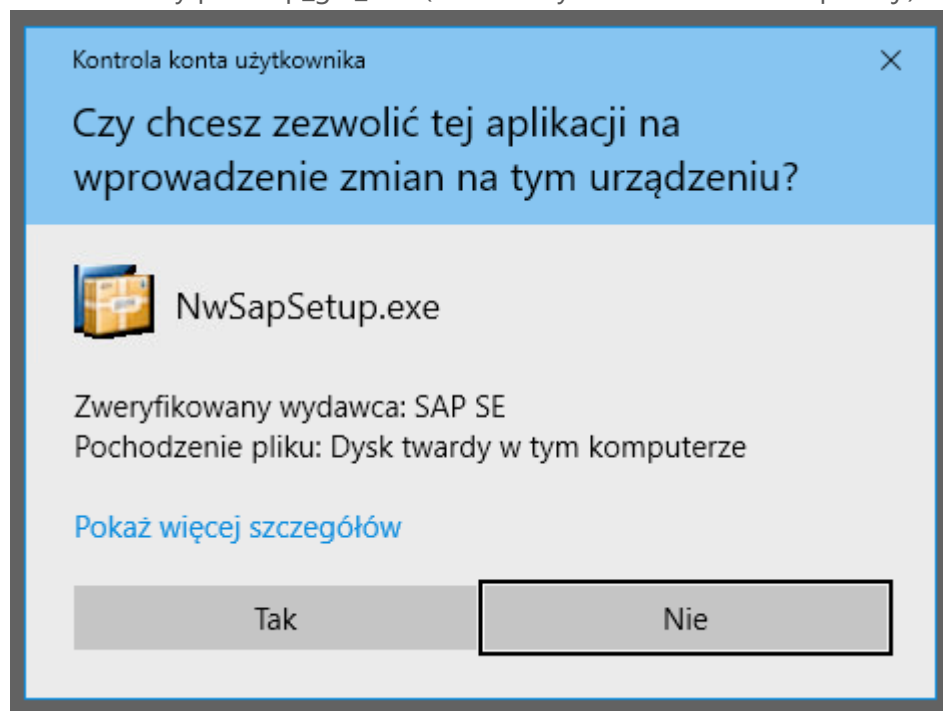 Kontrola konta użytkownika
Czy chcesz zezwolić tej aplikacji na
wprowadzenie zmian na tym urządzeniu?
NwSapSetup.exe
Zweryfikowany wydawca: SAP SE
Pochodzenie pliku: Dysk twardy w tym komputerze
Pokaż więcej szczegółów
Tak
Nie